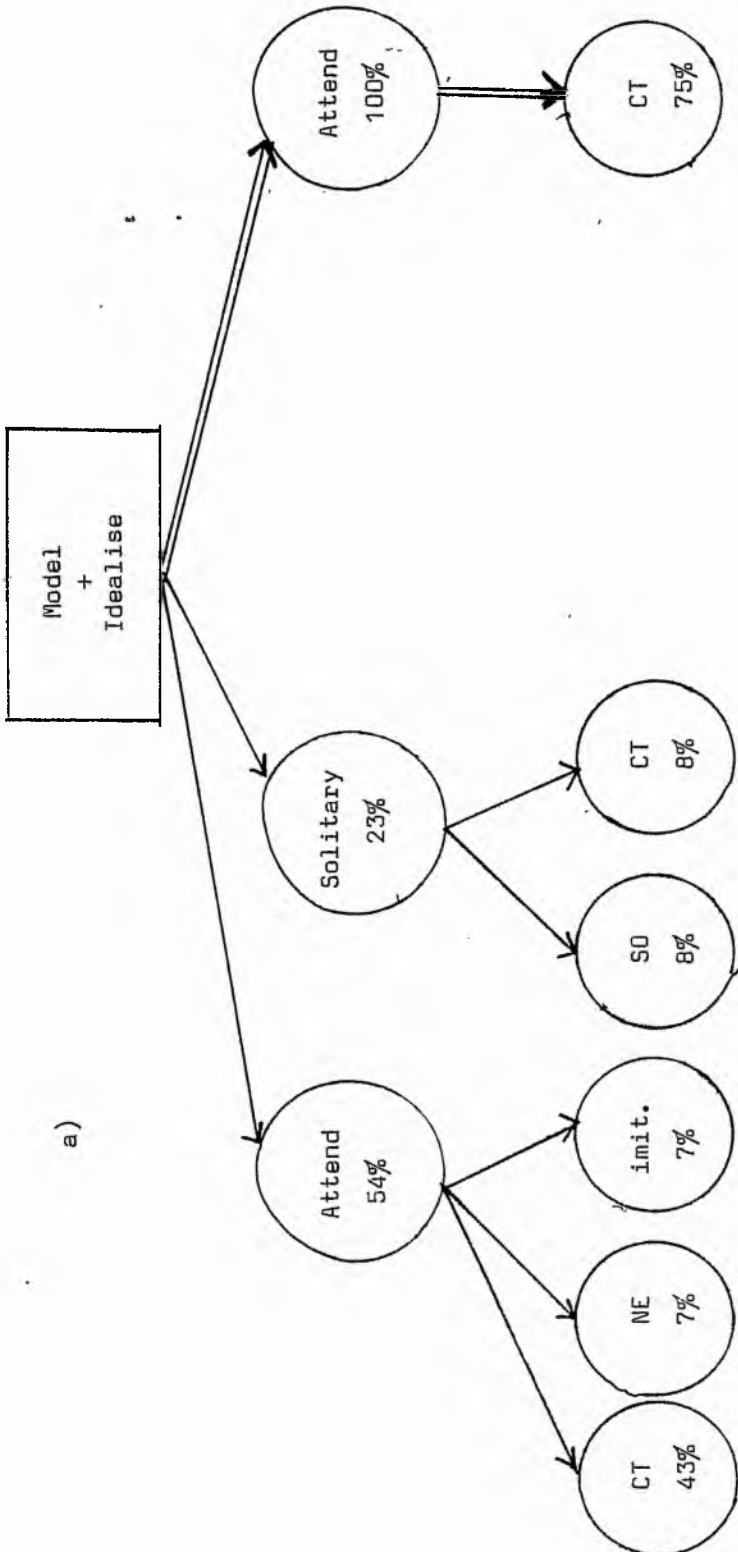 a)
Model
+
Idealise
Attend
54%
Solitary
23%
Attend
100%
CT
43%
NE
7%
imit.
7%
SO
8%
CT
8%
CT
75%